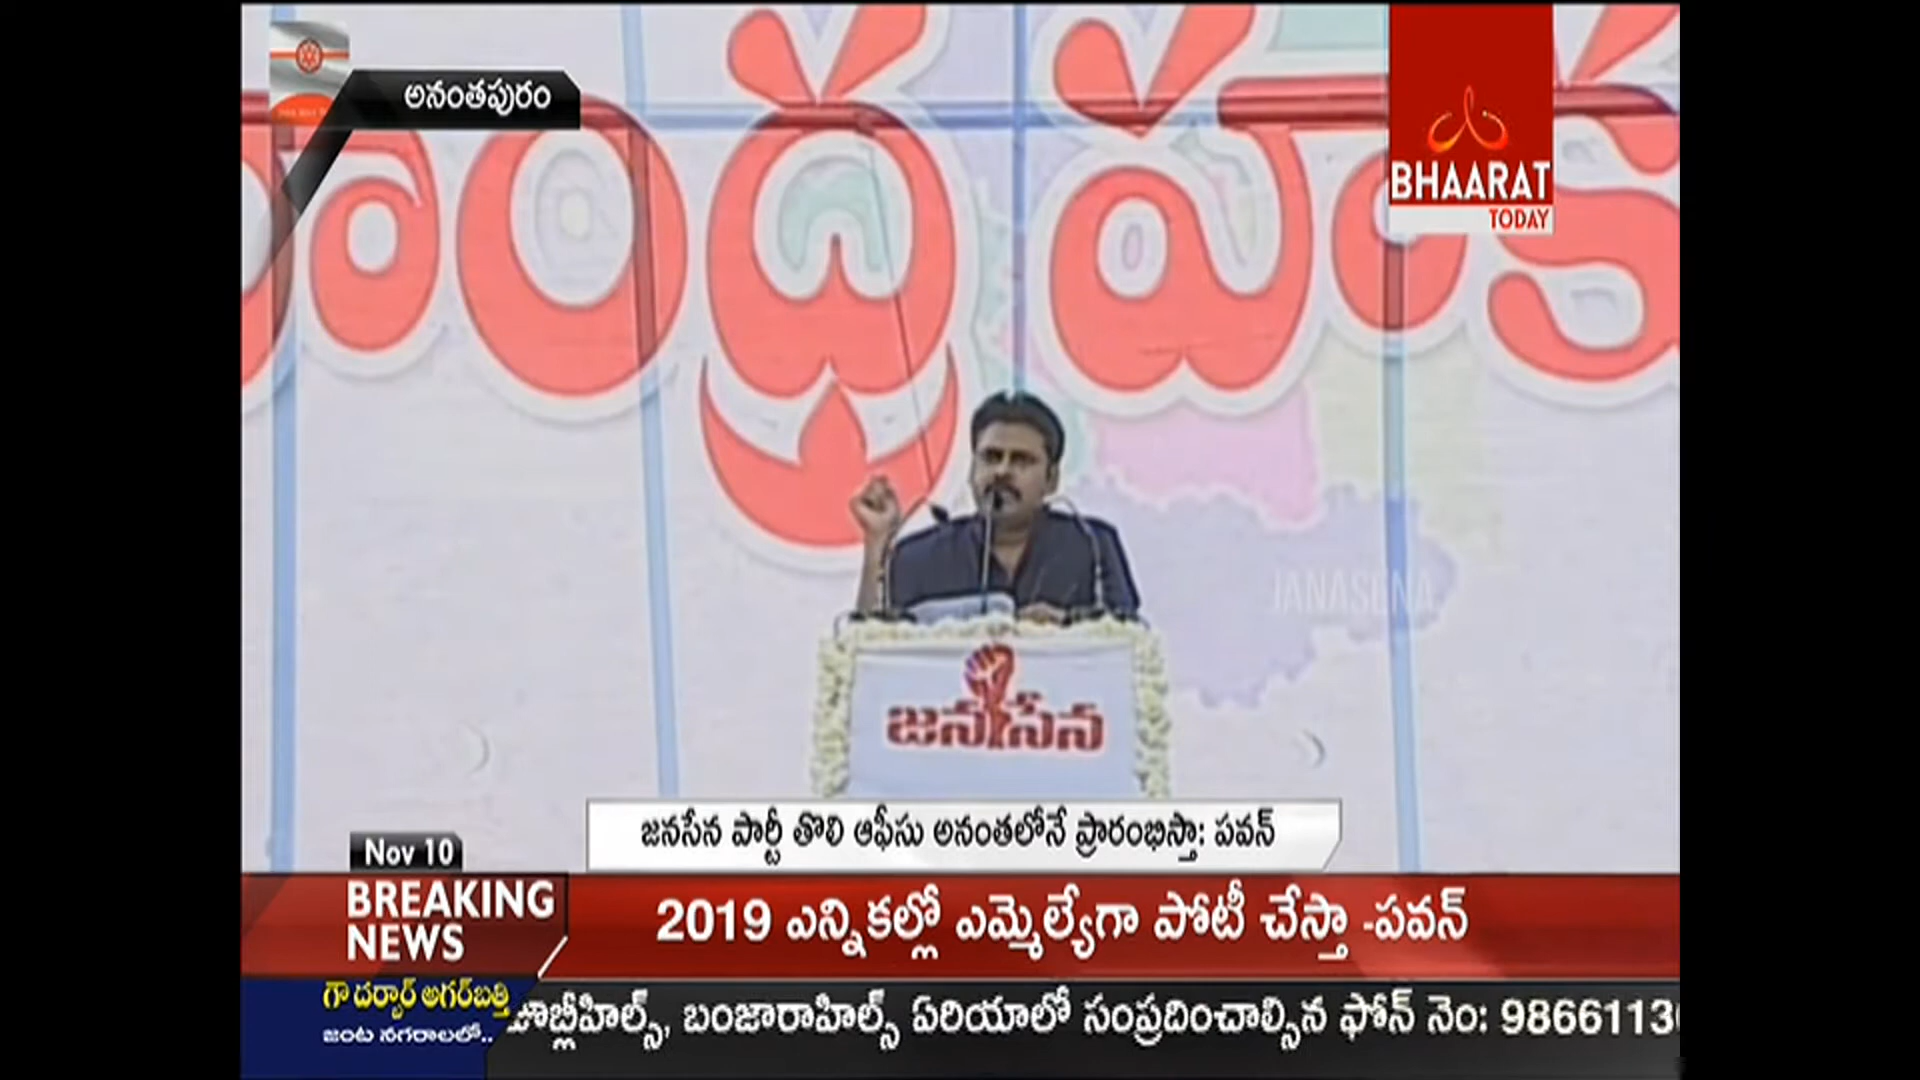 అనంతపురం
BHAARAT
TODAY
JANASENA
జనసేన
జనసేన పార్టీ తొలి ఆఫీసు అనంతలోనే ప్రారంభిస్తా: పవన్
Nov 10
BREAKING
NEWS
2019 ఎన్నికల్లో ఎమ్మెల్యేగా పోటీ చేస్తా -పవన్
గౌ దర్బార్ అగర్‌బత్తి
జంట నగరాలలో..
బంజారాహిల్స్ ఏరియాలో సంప్రదించాల్సిన ఫోన్ నెం: 9866113